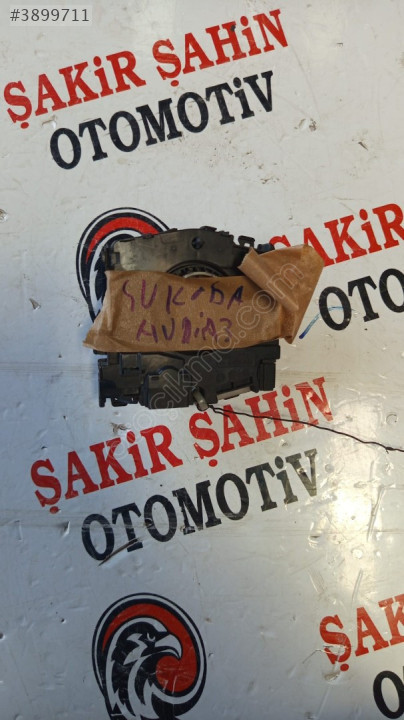 #3899711
ŞAKİR ŞAHİN
OTOMOTİV
ŞAKİR
OTO
SUKODA
ŞAKİR ŞAHİN
OTOMOTİV
ŞAK
O